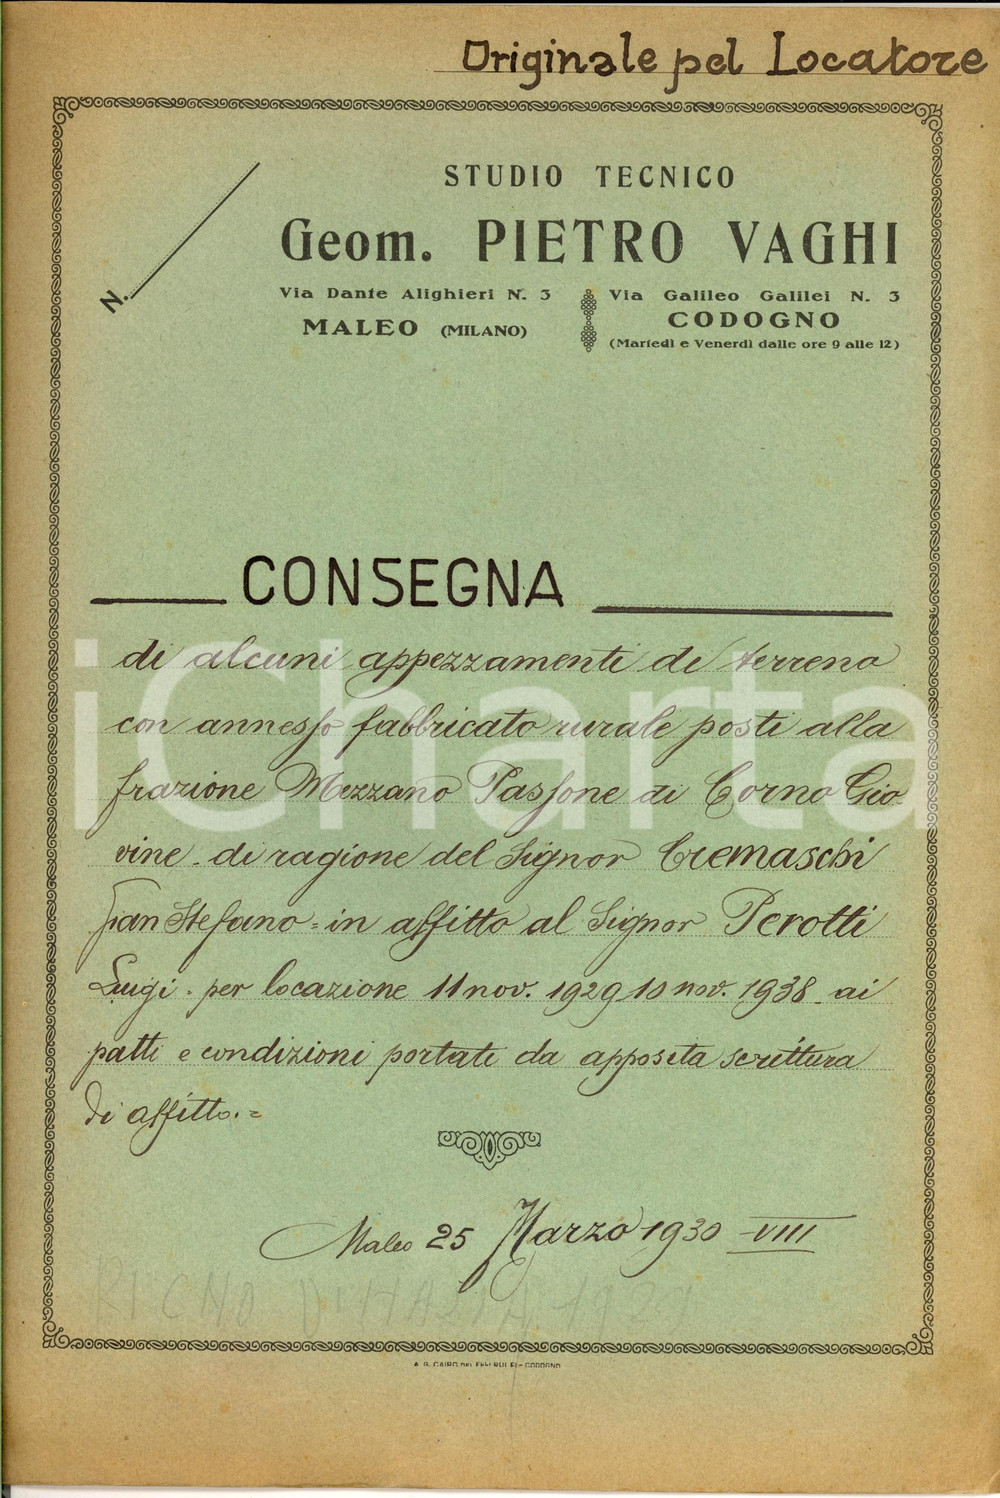 Originale pel Locatore
STUDIO TECNICO
Geom. PIETRO VAGHI
Via Dante Alighieri N. 3
MALEO (MILANO)
Via Galileo Galilei N. 3
CODOGNO
(Martedì e Venerdì dalle ore 9 alle 12)
N.
CONSEGNA
di alcuni appezzamenti di terreno
con annesso fabbricato rurale posti alla
frazione Mezzano Passone di Corno Gio
vine - di ragione del Signor Cremaschi
Gian Stefano = in affitto al Signor Perotti
Luigi - per locazione 11 nov. 1929 10 nov. 1938 - ai
patti e condizioni portati da apposita scrittura
di affitto. =
Maleo 25 Marzo 1930 - VIII
iCharta